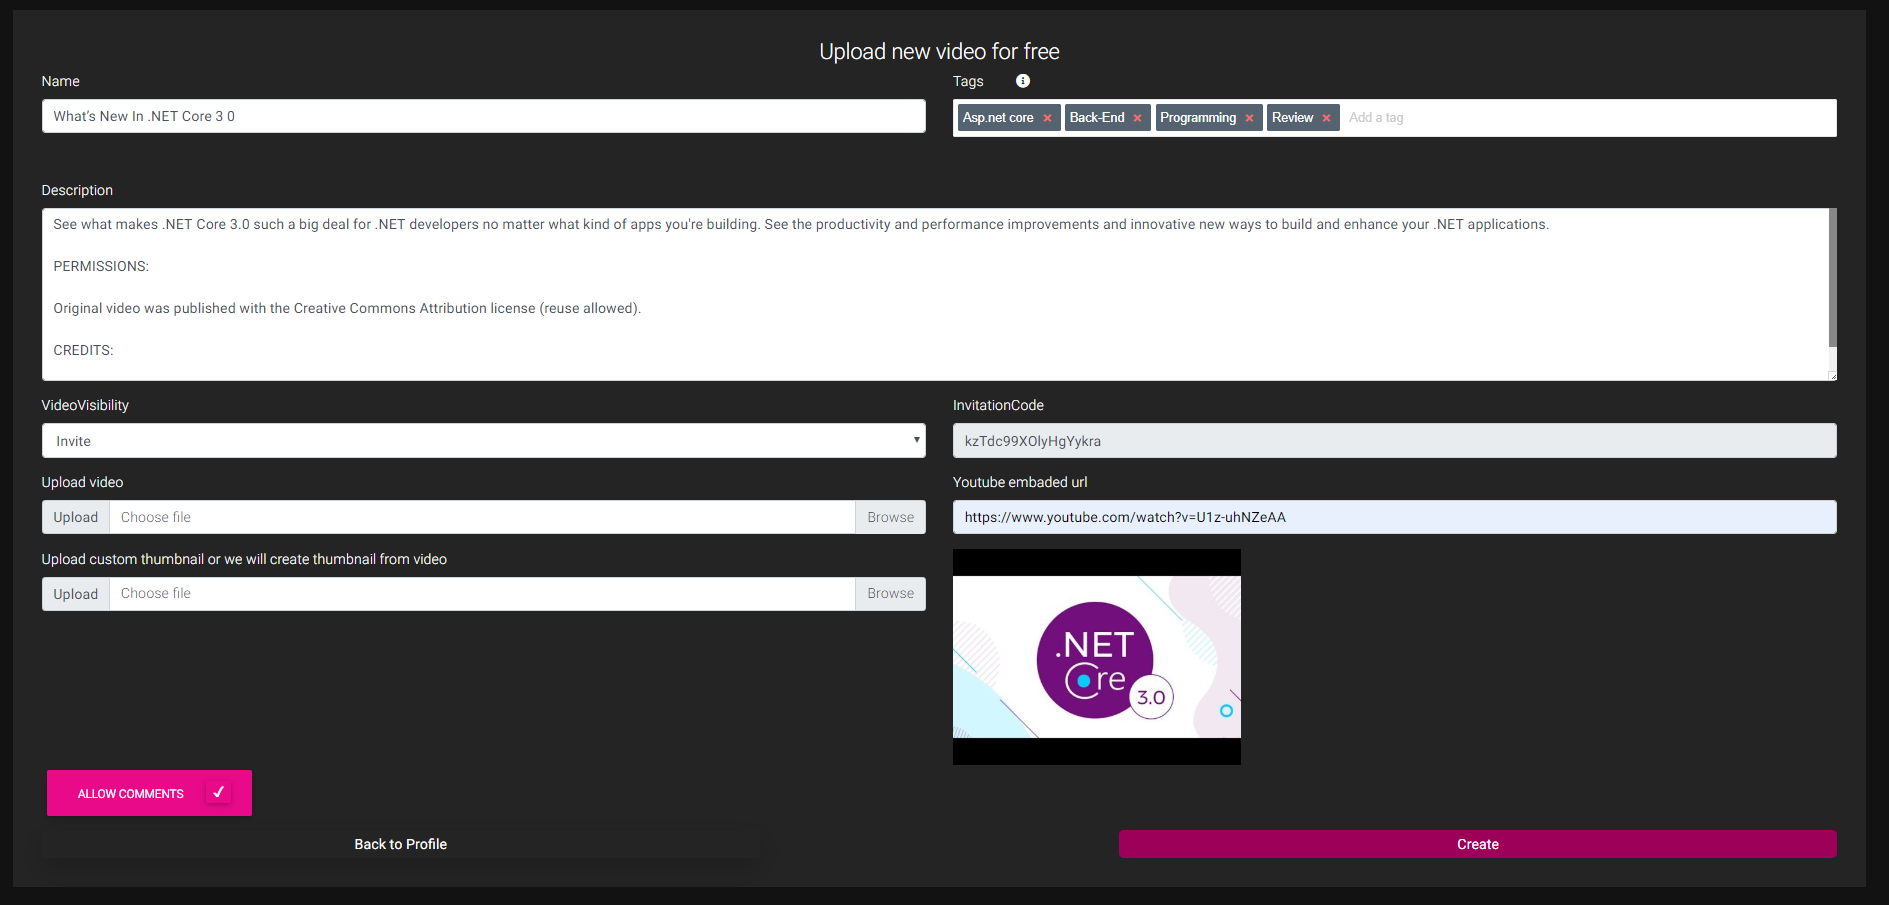 Upload new video for free
Name
What's New In .NET Core 3 0
Tags
Asp.net core × Back-End × Programming × Review × Add a tag
Description
See what makes .NET Core 3.0 such a big deal for .NET developers no matter what kind of apps you're building. See the productivity and performance improvements and innovative new ways to build and enhance your .NET applications.
PERMISSIONS:
Original video was published with the Creative Commons Attribution license (reuse allowed).
CREDITS:
VideoVisibility
Invite
InvitationCode
kzTdc99XOlyHgYykra
Upload video
Upload Choose file Browse
Youtube embaded url
https://www.youtube.com/watch?v=U1z-uhNZeAA
Upload custom thumbnail or we will create thumbnail from video
Upload Choose file Browse
.NET
Core
3.0
ALLOW COMMENTS
Back to Profile
Create